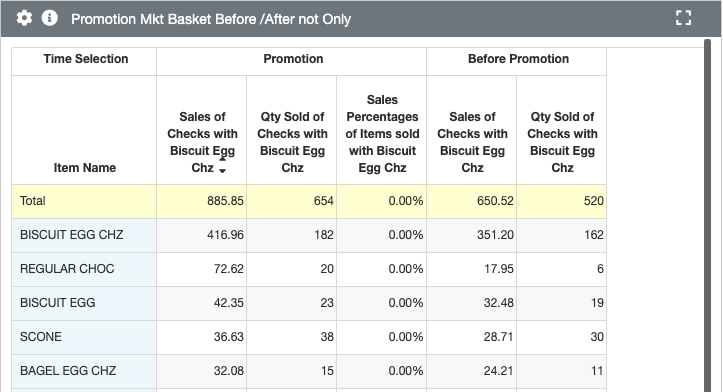 Promotion Mkt Basket Before /After not Only
Time Selection Promotion Before Promotion
Item Name
Sales of
Checks with
Biscuit Egg
Chz
Qty Sold of
Checks with
Biscuit Egg
Chz
Sales
Percentages
of Items sold
with Biscuit
Egg Chz
Sales of
Checks with
Biscuit Egg
Chz
Qty Sold of
Checks with
Biscuit Egg
Chz
Total 885.85 654 0.00% 650.52 520
BISCUIT EGG CHZ 416.96 182 0.00% 351.20 162
REGULAR CHOC 72.62 20 0.00% 17.95 6
BISCUIT EGG 42.35 23 0.00% 32.48 19
SCONE 36.63 38 0.00% 28.71 30
BAGEL EGG CHZ 32.08 15 0.00% 24.21 11